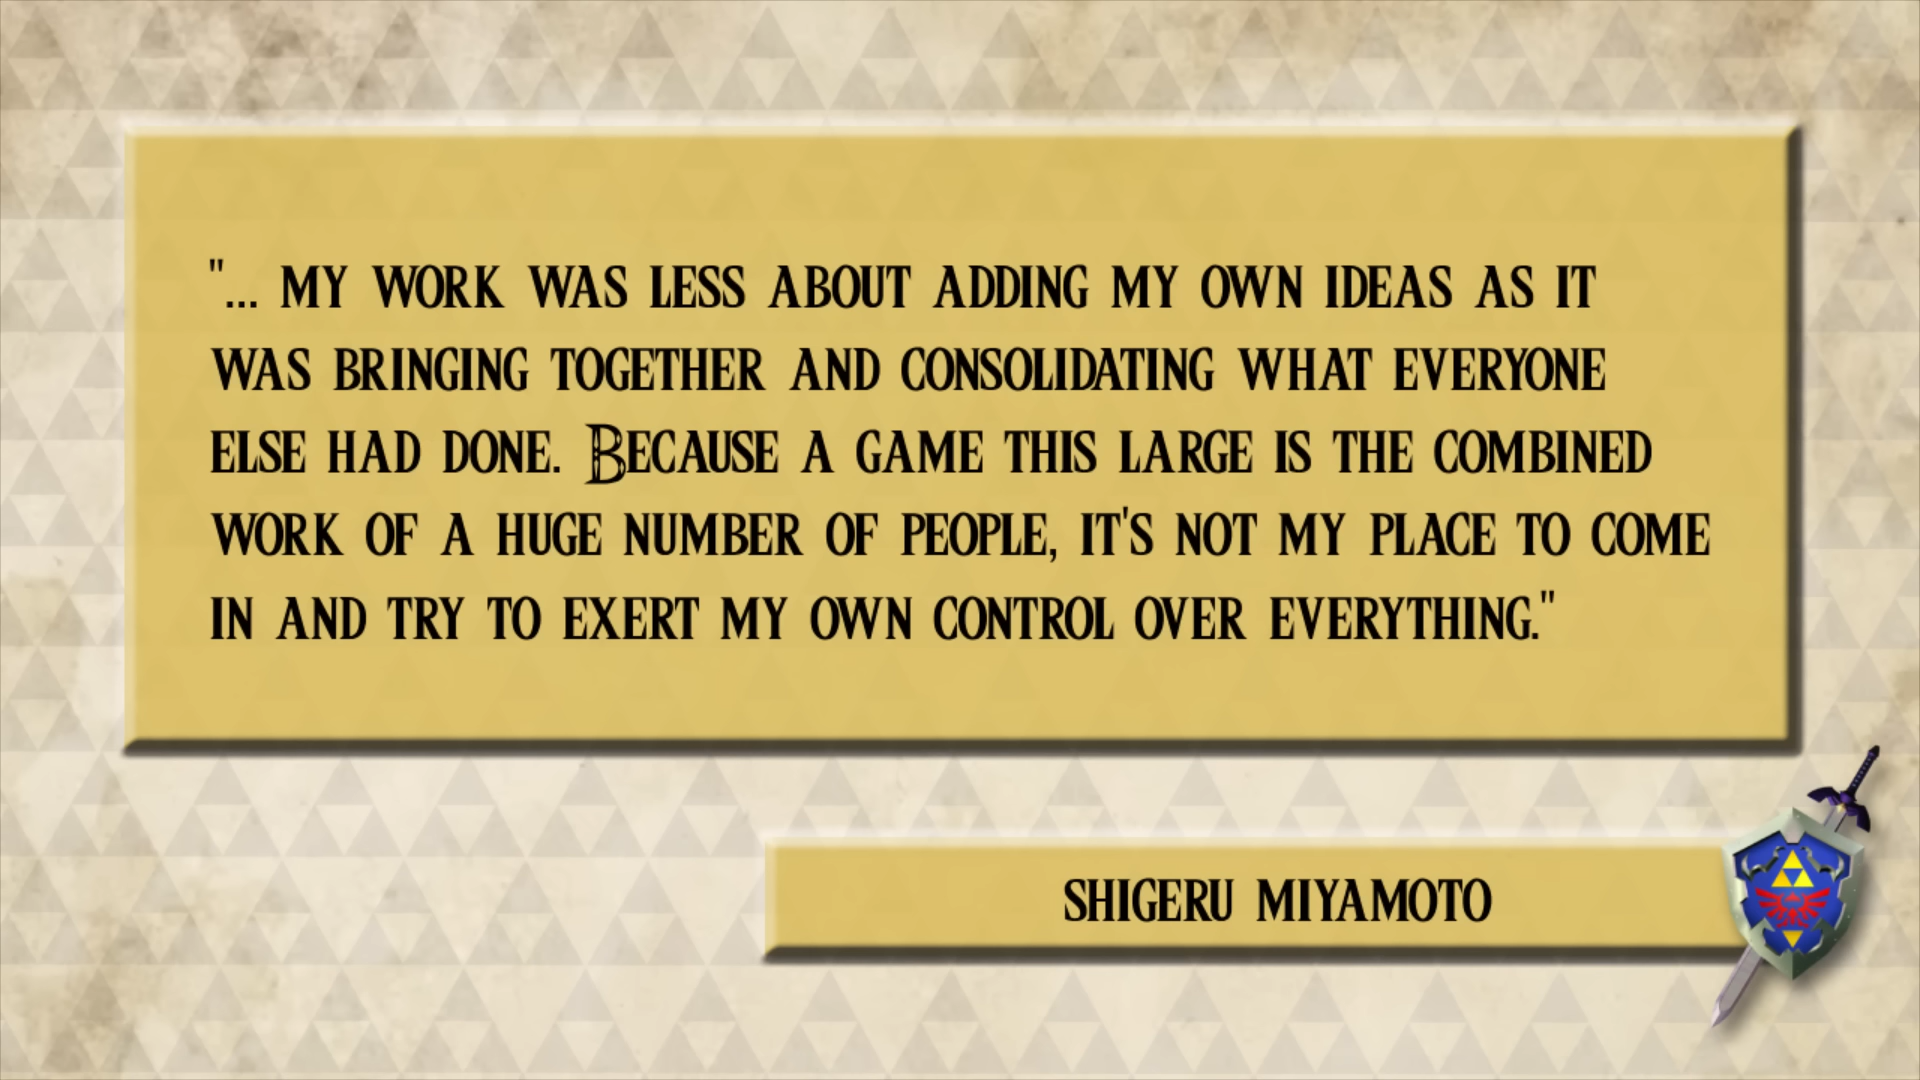 "... MY WORK WAS LESS ABOUT ADDING MY OWN IDEAS AS IT
WAS BRINGING TOGETHER AND CONSOLIDATING WHAT EVERYONE
ELSE HAD DONE. BECAUSE A GAME THIS LARGE IS THE COMBINED
WORK OF A HUGE NUMBER OF PEOPLE, IT'S NOT MY PLACE TO COME
IN AND TRY TO EXERT MY OWN CONTROL OVER EVERYTHING."
SHIGERU MIYAMOTO